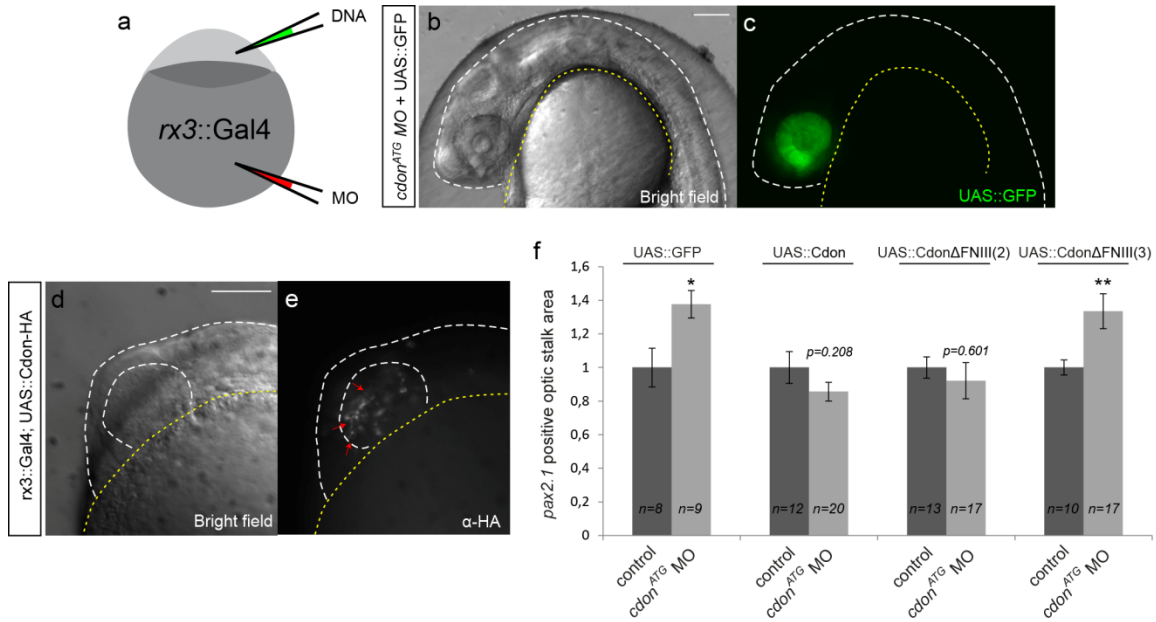 a
DNA
rx3::Gal4
MO
cdon^ATG MO + UAS::GFP
b
Bright field
c
UAS::GFP
rx3::Gal4; UAS::Cdon-HA
d
Bright field
e
α-HA
f
UAS::GFP
UAS::Cdon
UAS::CdonΔFNIII(2)
UAS::CdonΔFNIII(3)
pax2.1 positive optic stalk area
1,6
1,4
1,2
1
0,8
0,6
0,4
0,2
0
*
p=0.208
p=0.601
**
n=8
n=9
n=12
n=20
n=13
n=17
n=10
n=17
control
cdon^ATG MO
control
cdon^ATG MO
control
cdon^ATG MO
control
cdon^ATG MO